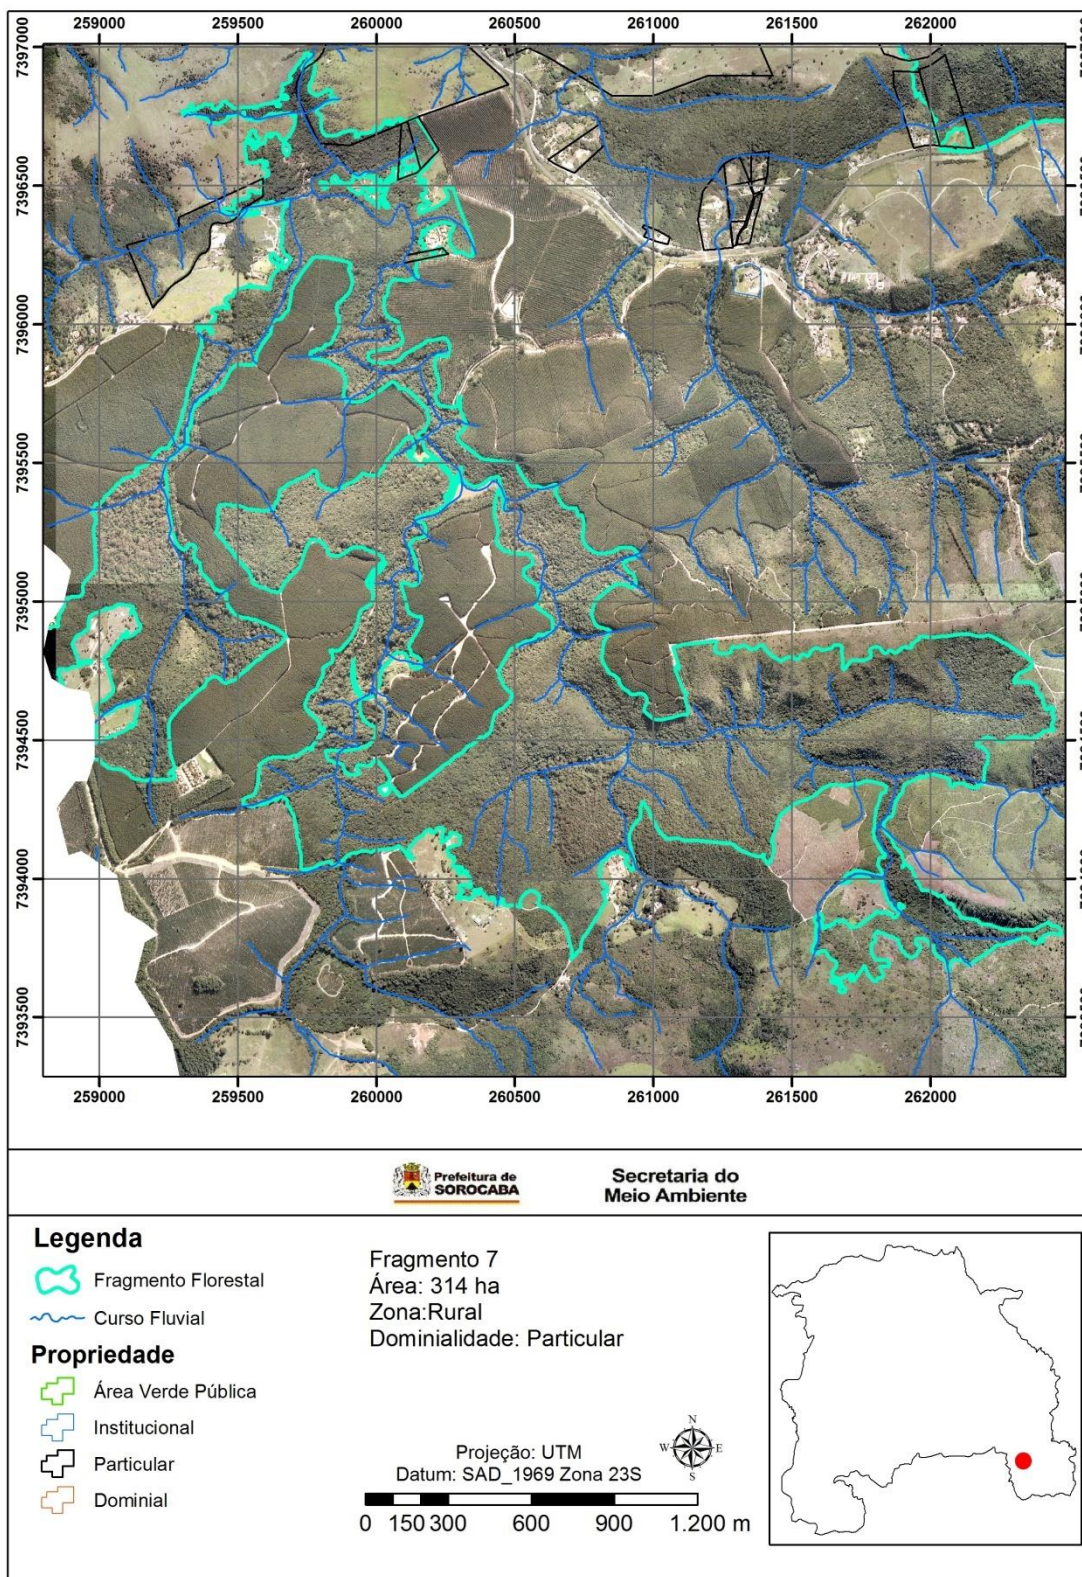 259000 259500 260000 260500 261000 261500 262000
7397000
7396500
7396000
7395500
7395000
7394500
7394000
7393500
259000 259500 260000 260500 261000 261500 262000
Prefeitura de
SOROCABA
Secretaria do
Meio Ambiente
Legenda
Fragmento Florestal
Curso Fluvial
Propriedade
Área Verde Pública
Institucional
Particular
Dominial
Fragmento 7
Área: 314 ha
Zona:Rural
Dominialidade: Particular
N
W E
S
Projeção: UTM
Datum: SAD_1969 Zona 23S
0 150 300 600 900 1.200 m